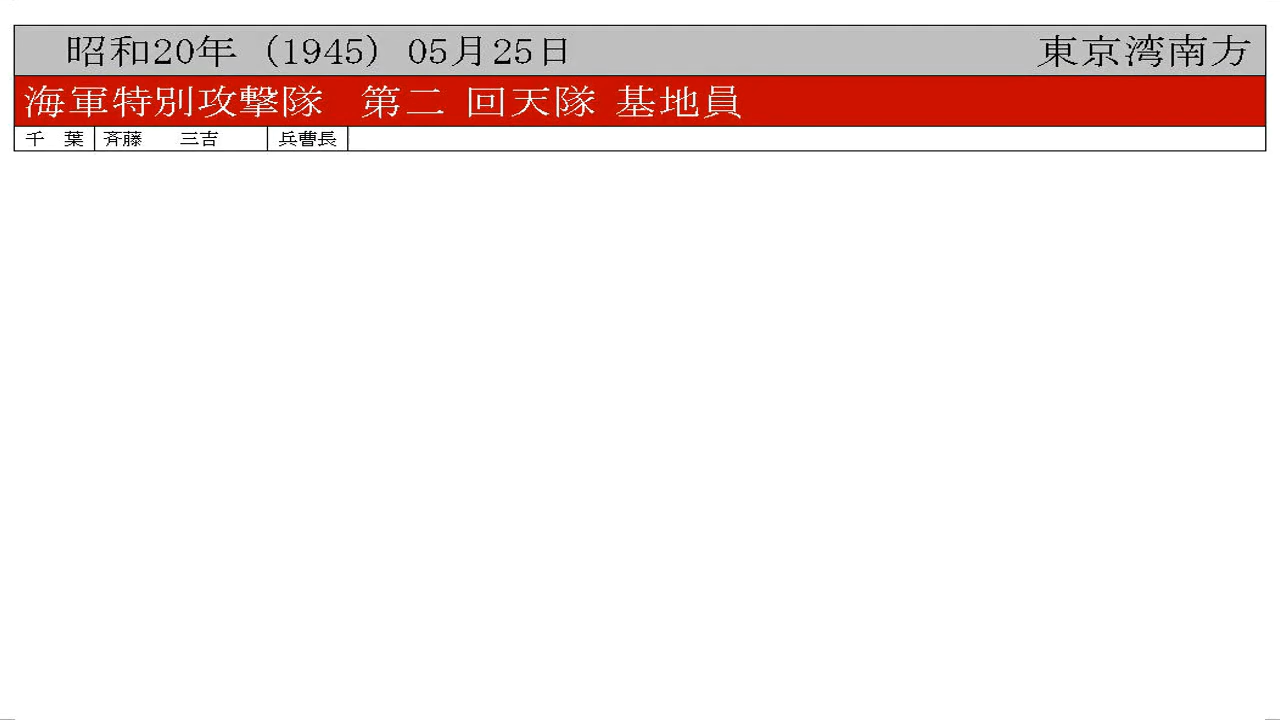 昭和20年（1945）05月25日 東京湾南方
海軍特別攻撃隊　第二 回天隊 基地員
千　葉 斉藤　　三吉 兵曹長